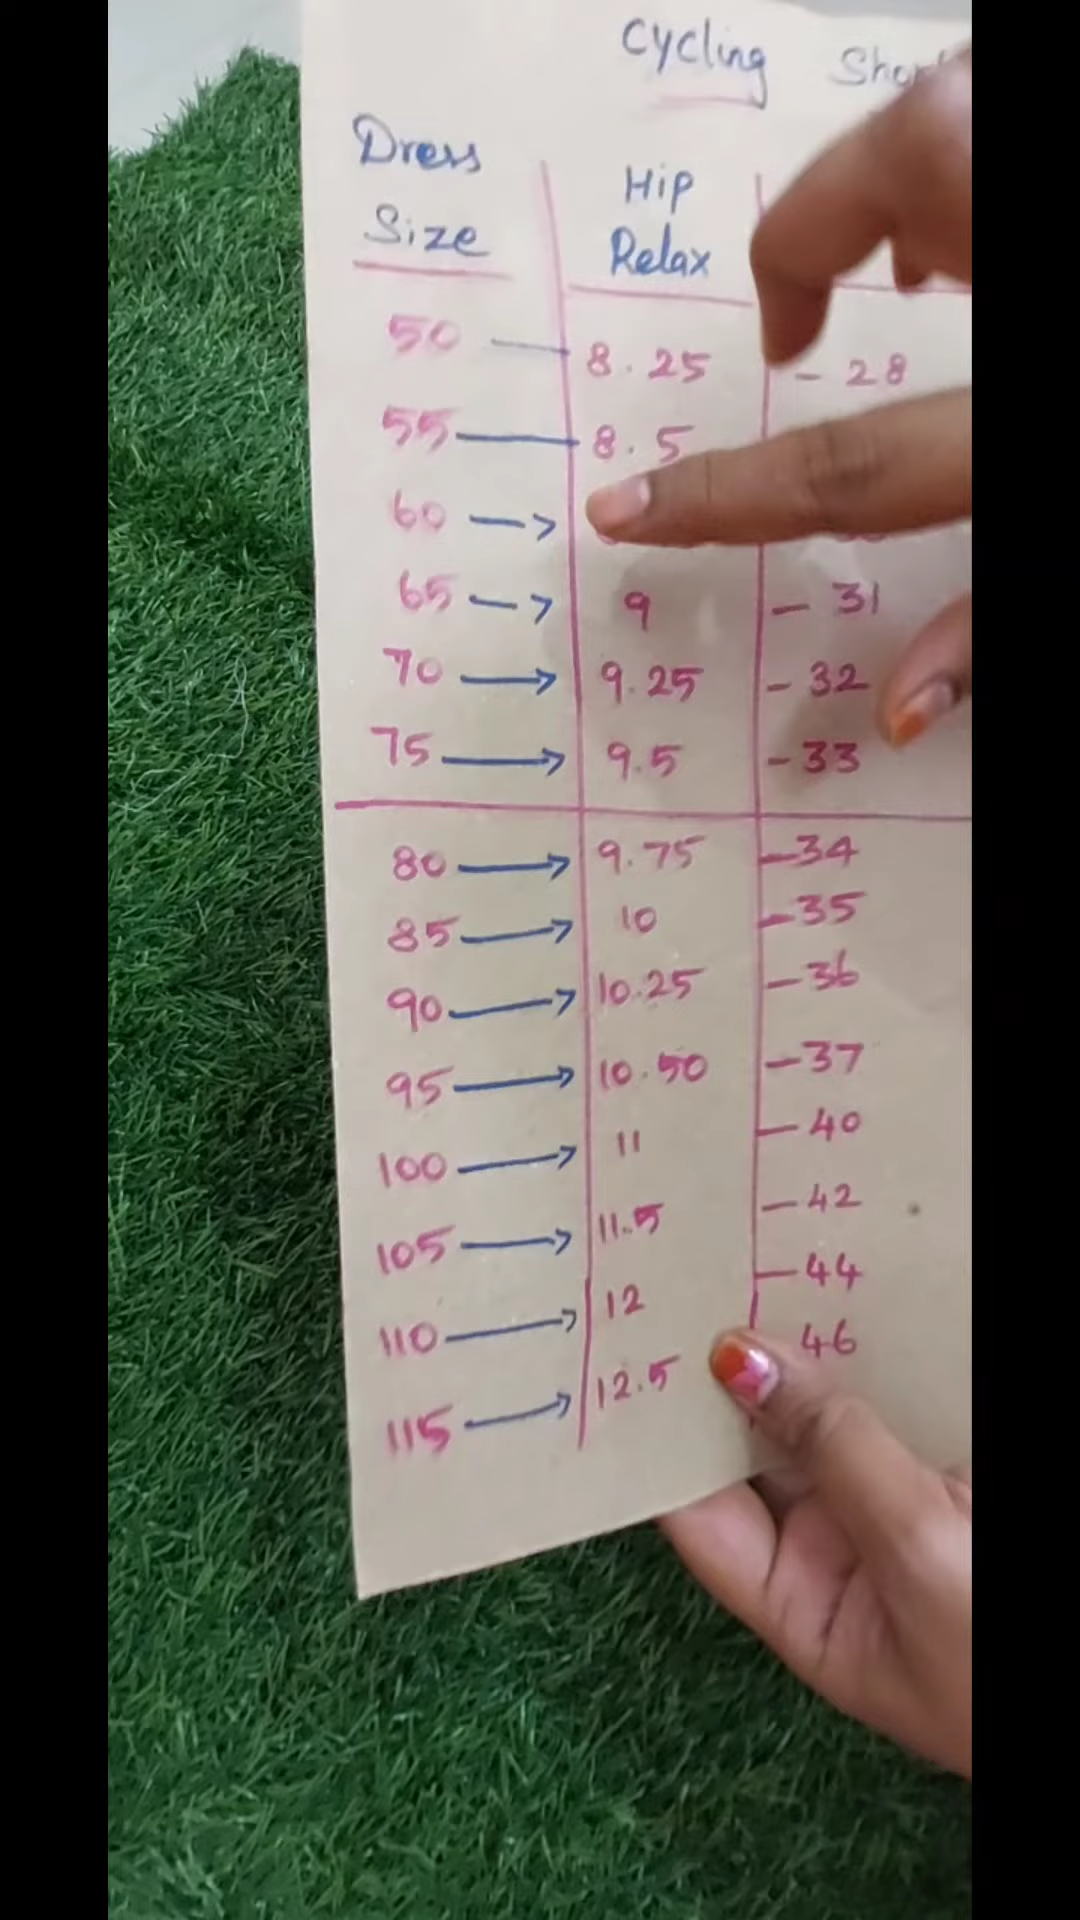 Cycling
Dress Size
Hip Relax
50 8.25 - 28
55 8.5
60 ->
65 -> 9 - 31
70 -> 9.25 - 32
75 -> 9.5 - 33
80 -> 9.75 - 34
85 -> 10 - 35
90 -> 10.25 - 36
95 -> 10.50 - 37
100 -> 11 - 40
105 -> 11.5 - 42
110 -> 12 - 44
115 -> 12.5 46